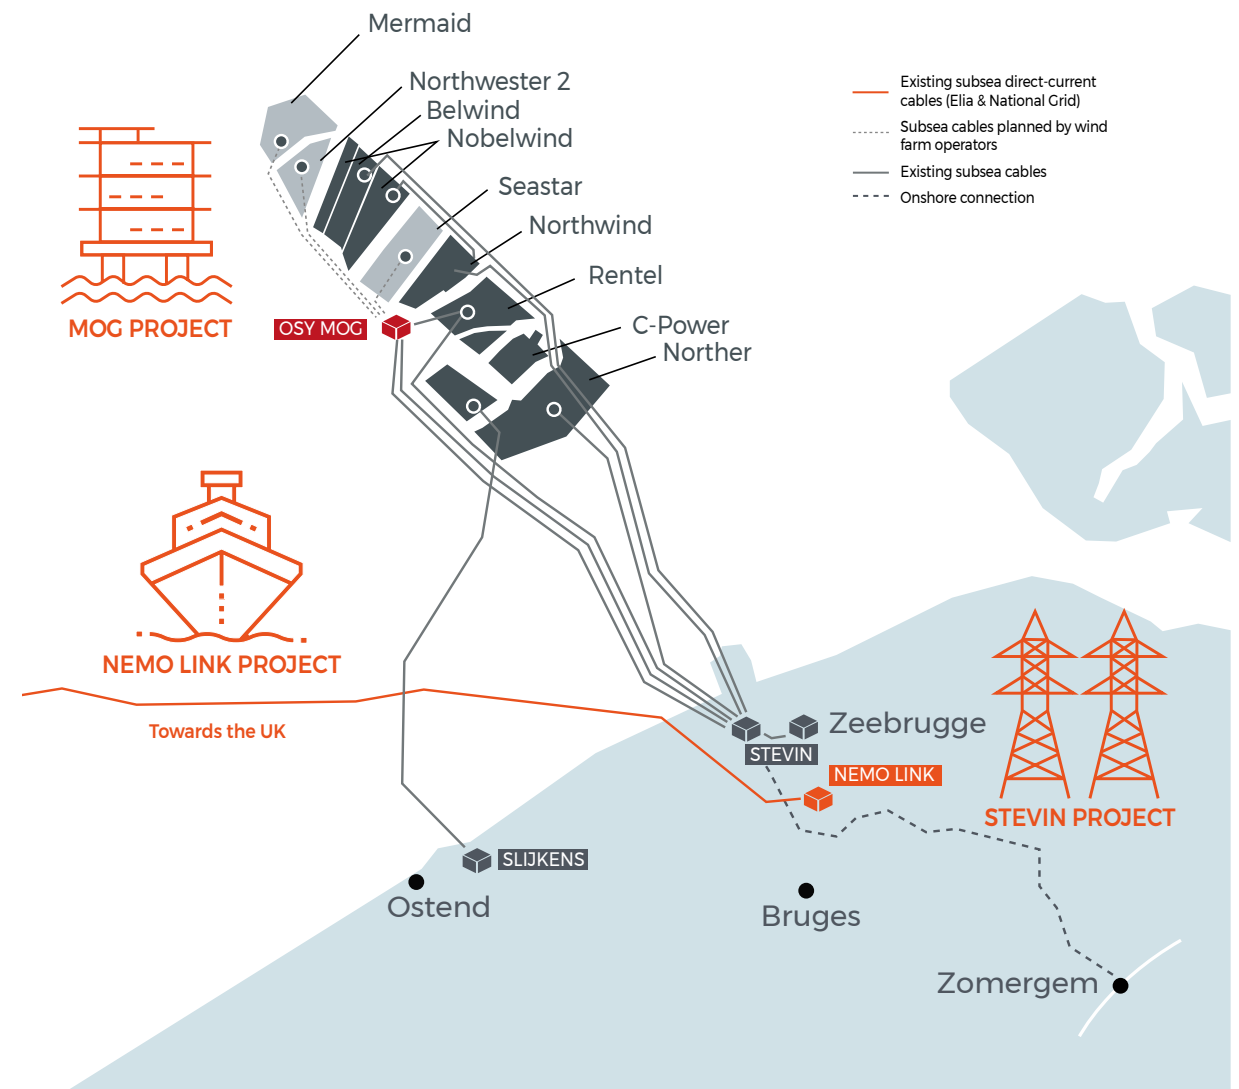 Mermaid
Northwester 2
Belwind
Nobelwind
Seastar
Northwind
Rentel
C-Power
Norther
Existing subsea direct-current
cables (Elia & National Grid)
Subsea cables planned by wind
farm operators
Existing subsea cables
Onshore connection
MOG PROJECT
OSY MOG
NEMO LINK PROJECT
Towards the UK
Zeebrugge
STEVIN
NEMO LINK
STEVIN PROJECT
SLIJKENS
Ostend
Bruges
Zomergem